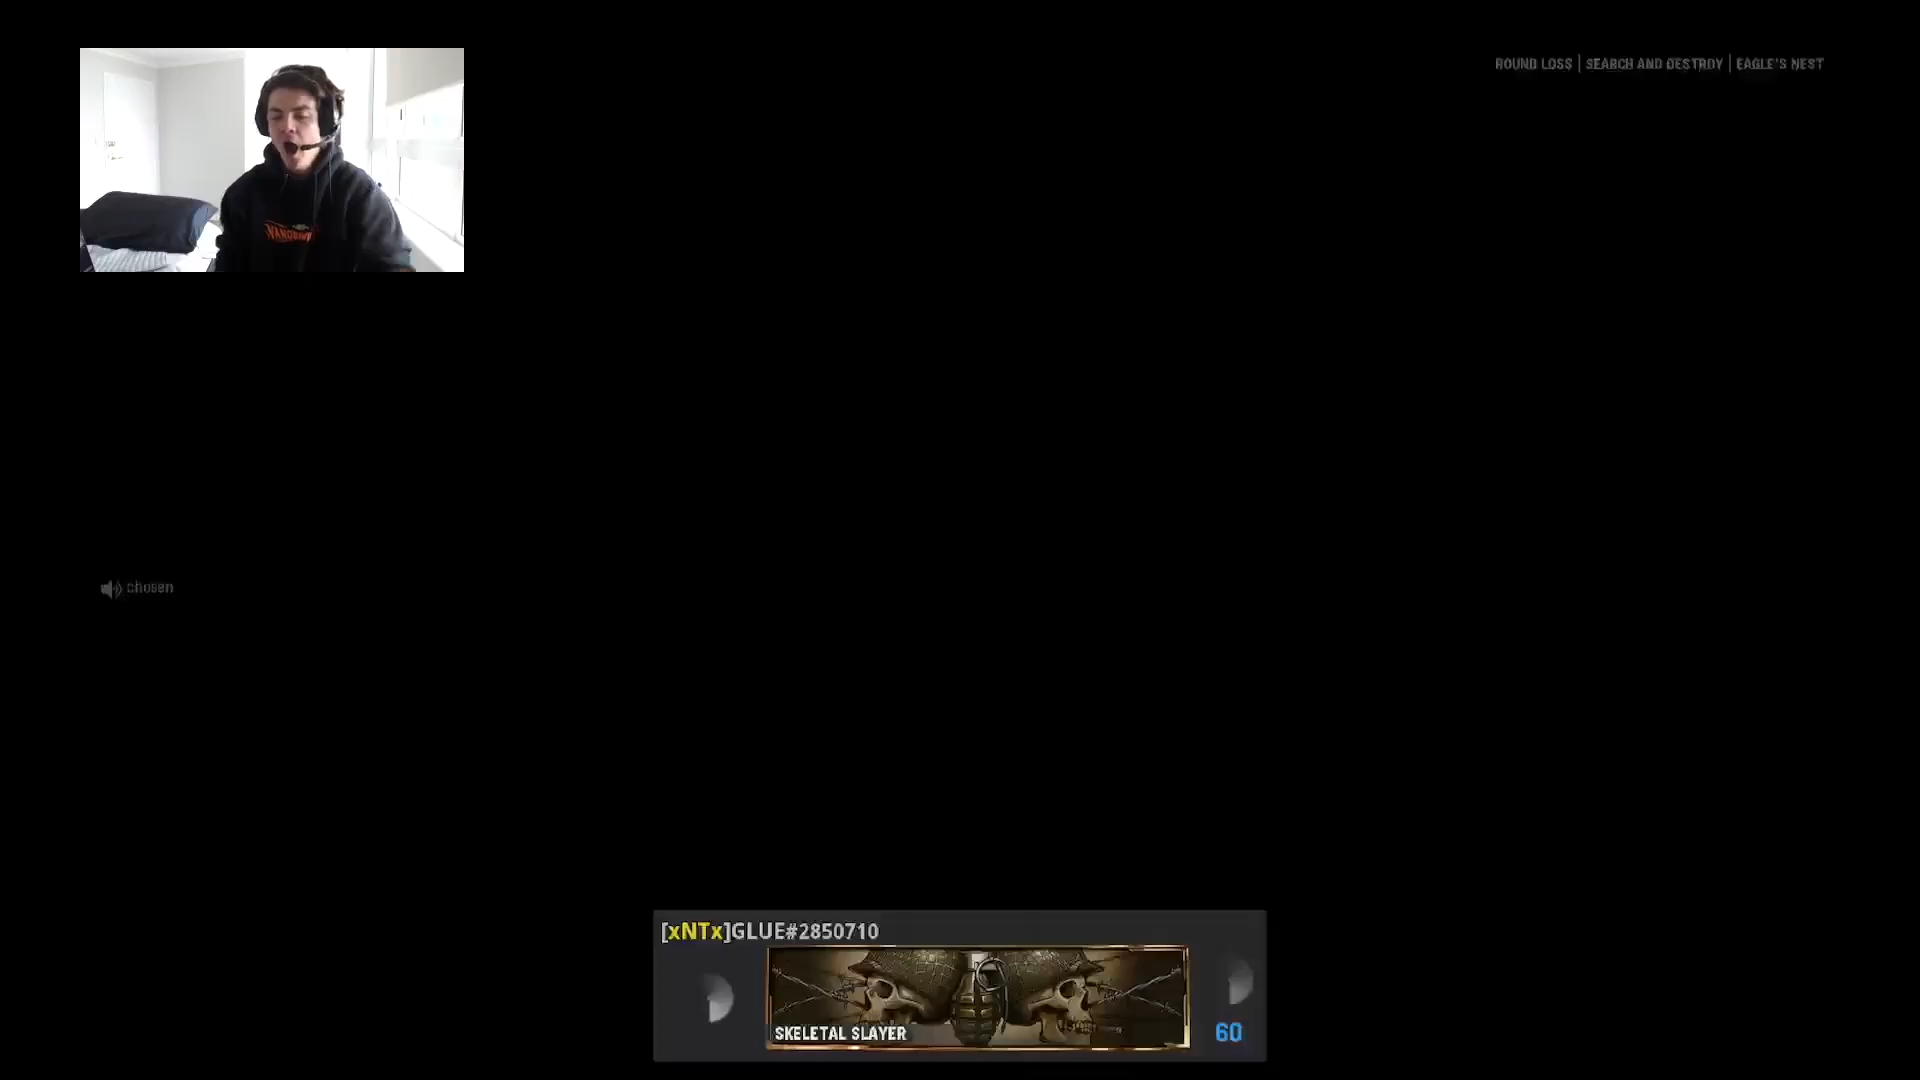 ROUND LOSS | SEARCH AND DESTROY | EAGLE'S NEST
chosen
[xNTx]GLUE#2850710
SKELETAL SLAYER
60